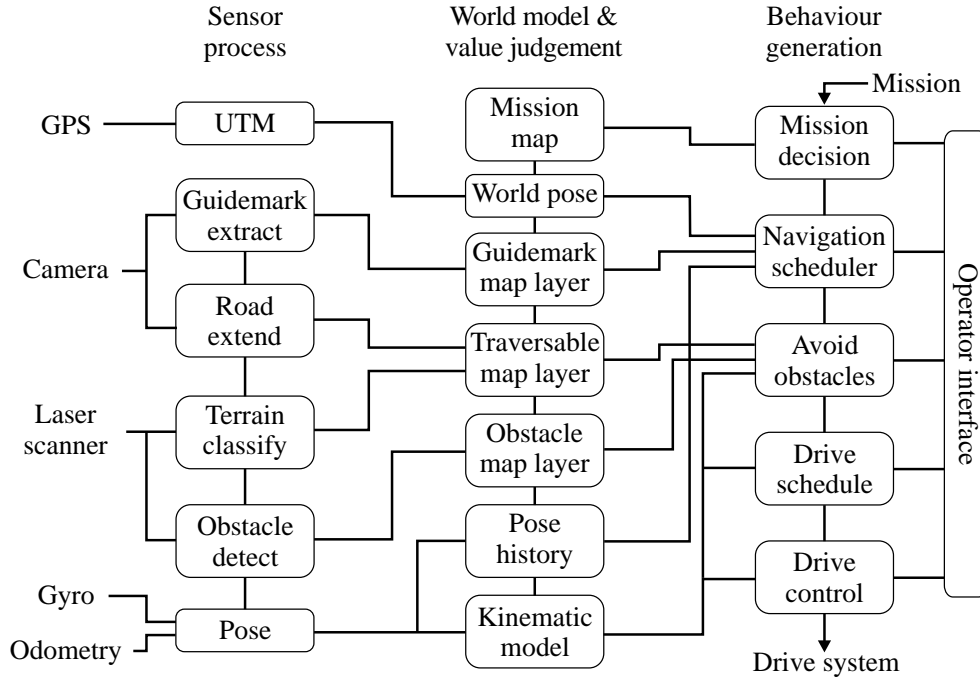 Sensor
process
World model &
value judgement
Behaviour
generation
GPS
Camera
Laser
scanner
Gyro
Odometry
UTM
Guidemark
extract
Road
extend
Terrain
classify
Obstacle
detect
Pose
Mission
map
World pose
Guidemark
map layer
Traversable
map layer
Obstacle
map layer
Pose
history
Kinematic
model
Mission
Mission
decision
Navigation
scheduler
Avoid
obstacles
Drive
schedule
Drive
control
Drive system
Operator interface